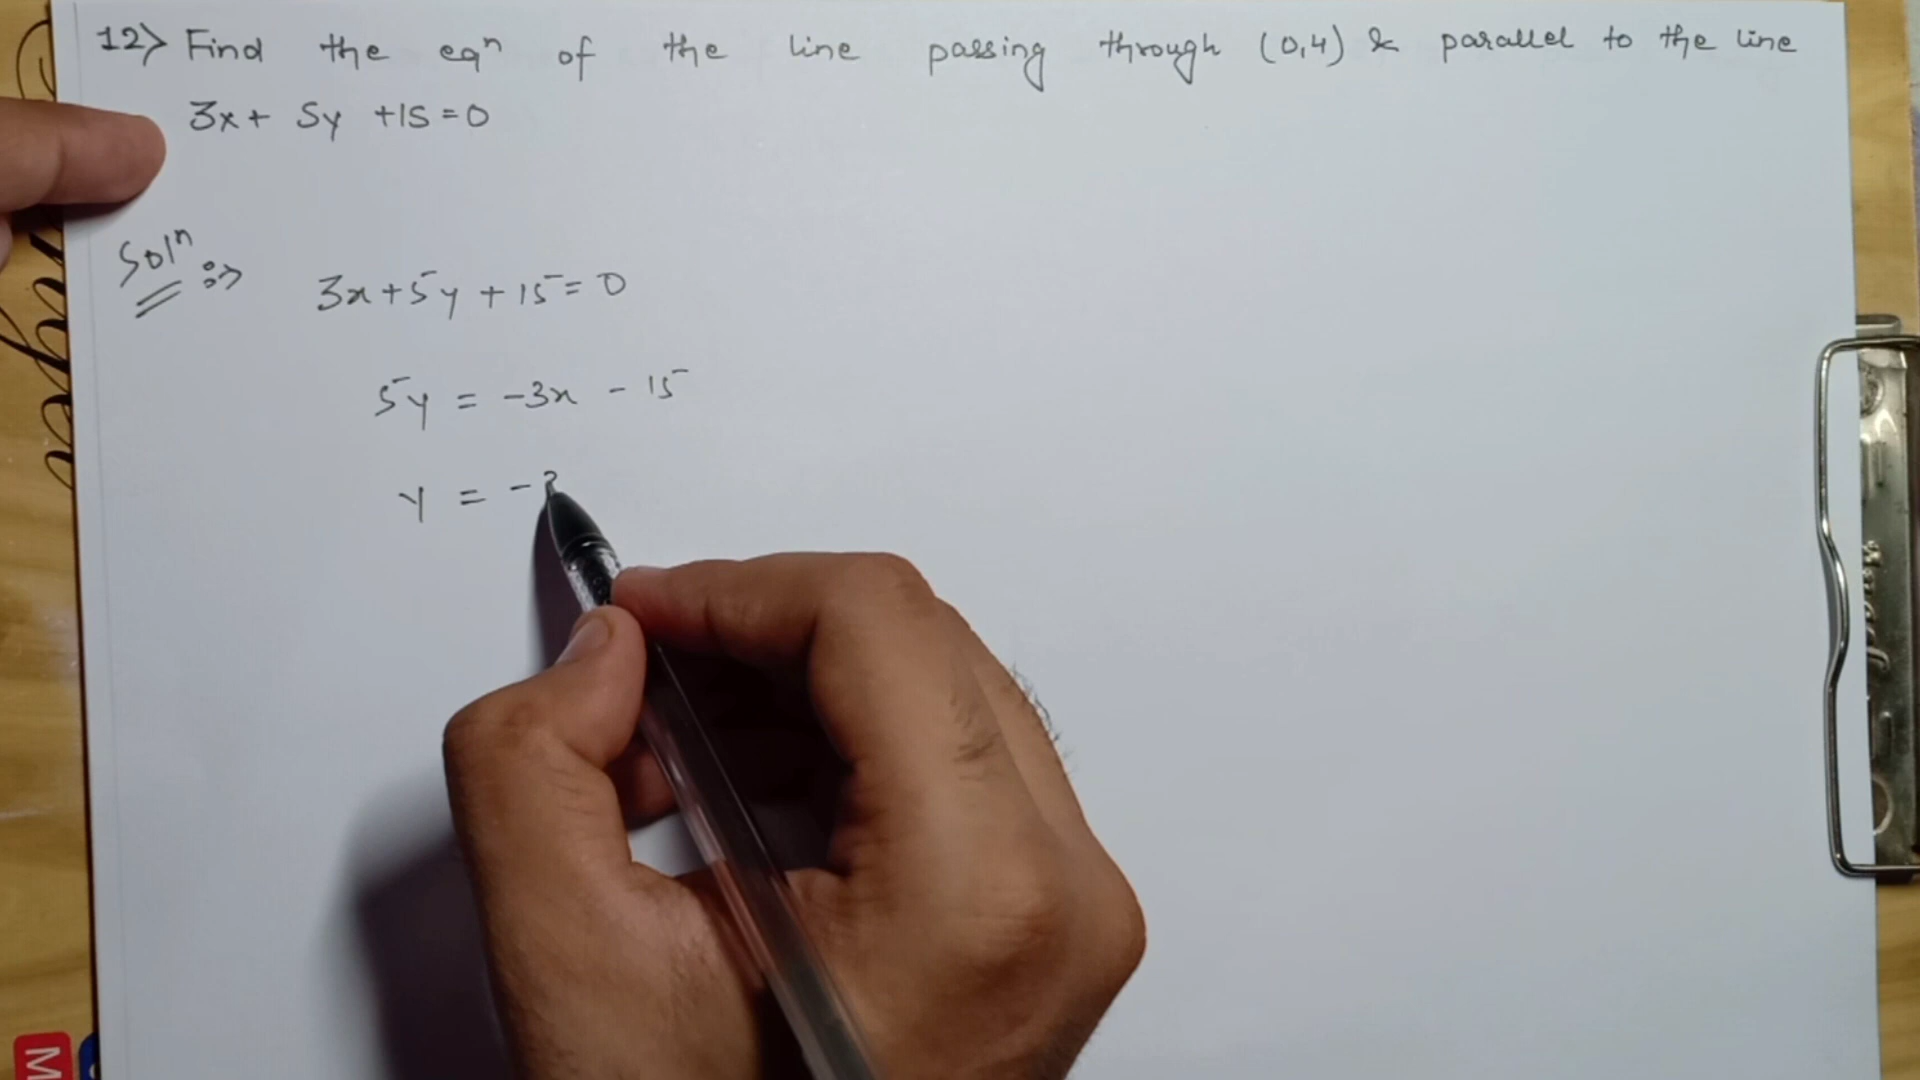 12> Find the eqⁿ of the line passing through (0,4) & parallel to the line
3x + 5y +15=0
Solⁿ :>
3x+5y+15=0
5y = -3x - 15
y = -3